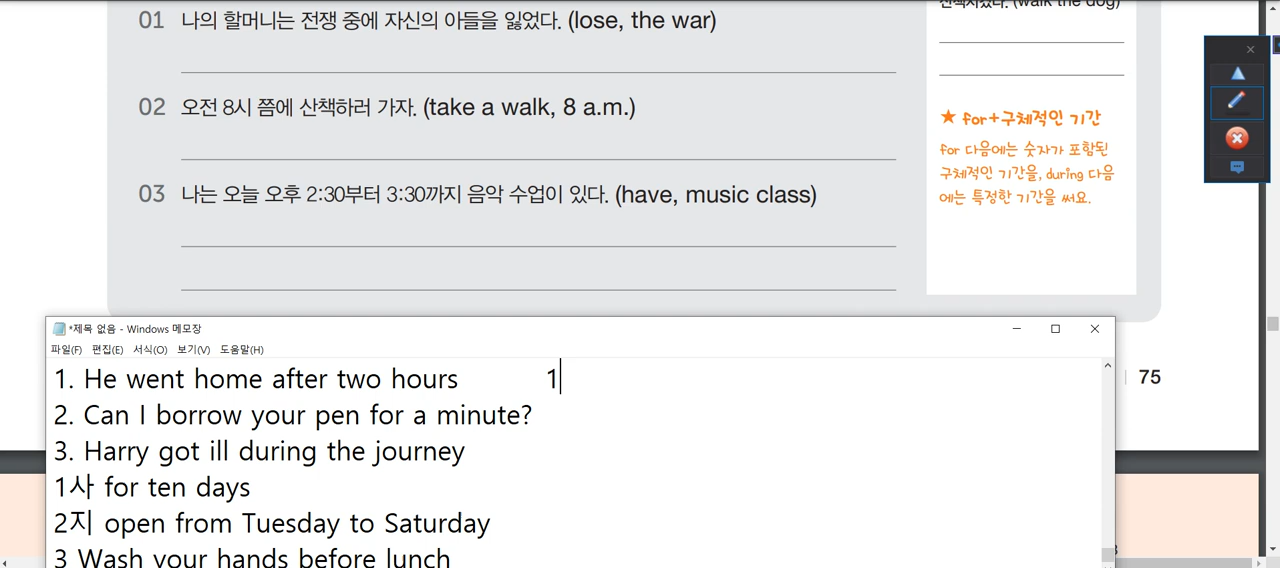 01 나의 할머니는 전쟁 중에 자신의 아들을 잃었다. (lose, the war)
02 오전 8시 쯤에 산책하러 가자. (take a walk, 8 a.m.)
03 나는 오늘 오후 2:30부터 3:30까지 음악 수업이 있다. (have, music class)
산책시켰다. (walk the dog)
★ for+구체적인 기간
for 다음에는 숫자가 포함된
구체적인 기간을, during 다음
에는 특정한 기간을 써요.
75
*제목 없음 - Windows 메모장
파일(F) 편집(E) 서식(O) 보기(V) 도움말(H)
1. He went home after two hours 1
2. Can I borrow your pen for a minute?
3. Harry got ill during the journey
1사 for ten days
2지 open from Tuesday to Saturday
3 Wash your hands before lunch